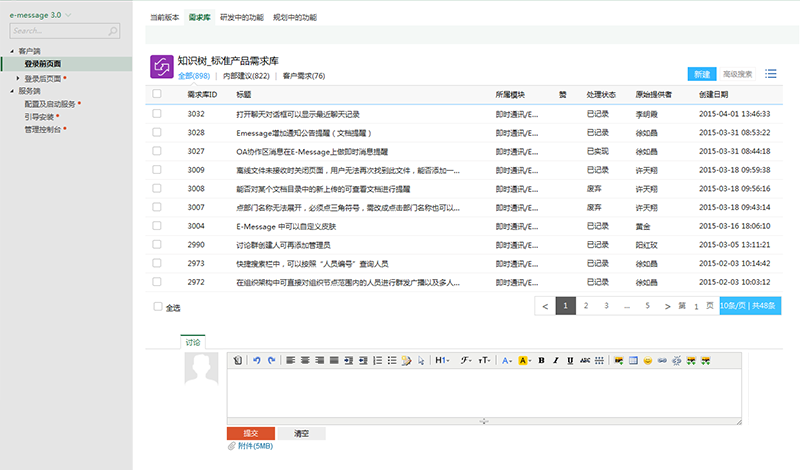 e-message 3.0
Search...
客户端
登录前页面
登录后页面
服务端
配置及启动服务
引导安装
管理控制台
当前版本 需求库 研发中的功能 规划中的功能
知识树_标准产品需求库
全部(898) | 内部建议(822) | 客户需求(76)
新建 高级搜索
需求库ID 标题 所属模块 赞 处理状态 原始提供者 创建日期
3032 打开聊天对话框可以显示最近聊天记录 即时通讯/E... 已记录 李明霞 2015-04-01 13:46:33
3028 Emessage增加通知公告提醒（文档提醒） 即时通讯/E... 已记录 徐如昌 2015-03-31 08:53:22
3027 OA协作区消息在E-Message上做即时消息提醒 即时通讯/E... 已实现 徐如昌 2015-03-31 08:44:18
3009 离线文件未接收时关闭页面，用户无法再次找到此文件，能否添加一... 即时通讯/E... 已记录 许天翔 2015-03-18 09:59:38
3008 能否对某个文档目录中的新上传的可查看文档进行提醒 即时通讯/E... 废弃 许天翔 2015-03-18 09:56:16
3007 点部门名称无法展开，必须点三角符号，需改成点击部门名称也可以... 即时通讯/E... 废弃 许天翔 2015-03-18 09:43:14
3004 E-Message 中可以自定义皮肤 即时通讯/E... 已记录 黄金 2015-03-16 18:06:10
2990 讨论群创建人可再添加管理员 即时通讯/E... 已记录 阳红玫 2015-03-05 13:11:21
2973 快捷搜索栏中，可以按照“人员编号”查询人员 即时通讯/E... 已记录 徐如昌 2015-02-03 10:14:42
2972 在组织架构中可直接对组织节点范围内的人员进行群发广播以及多人... 即时通讯/E... 已记录 徐如昌 2015-02-03 10:03:12
全选
< 1 2 3 ... 5 > 第 1 页 10条/页 | 共48条
讨论
H1 F T A A B I U ABC
提交 清空
附件(5MB)